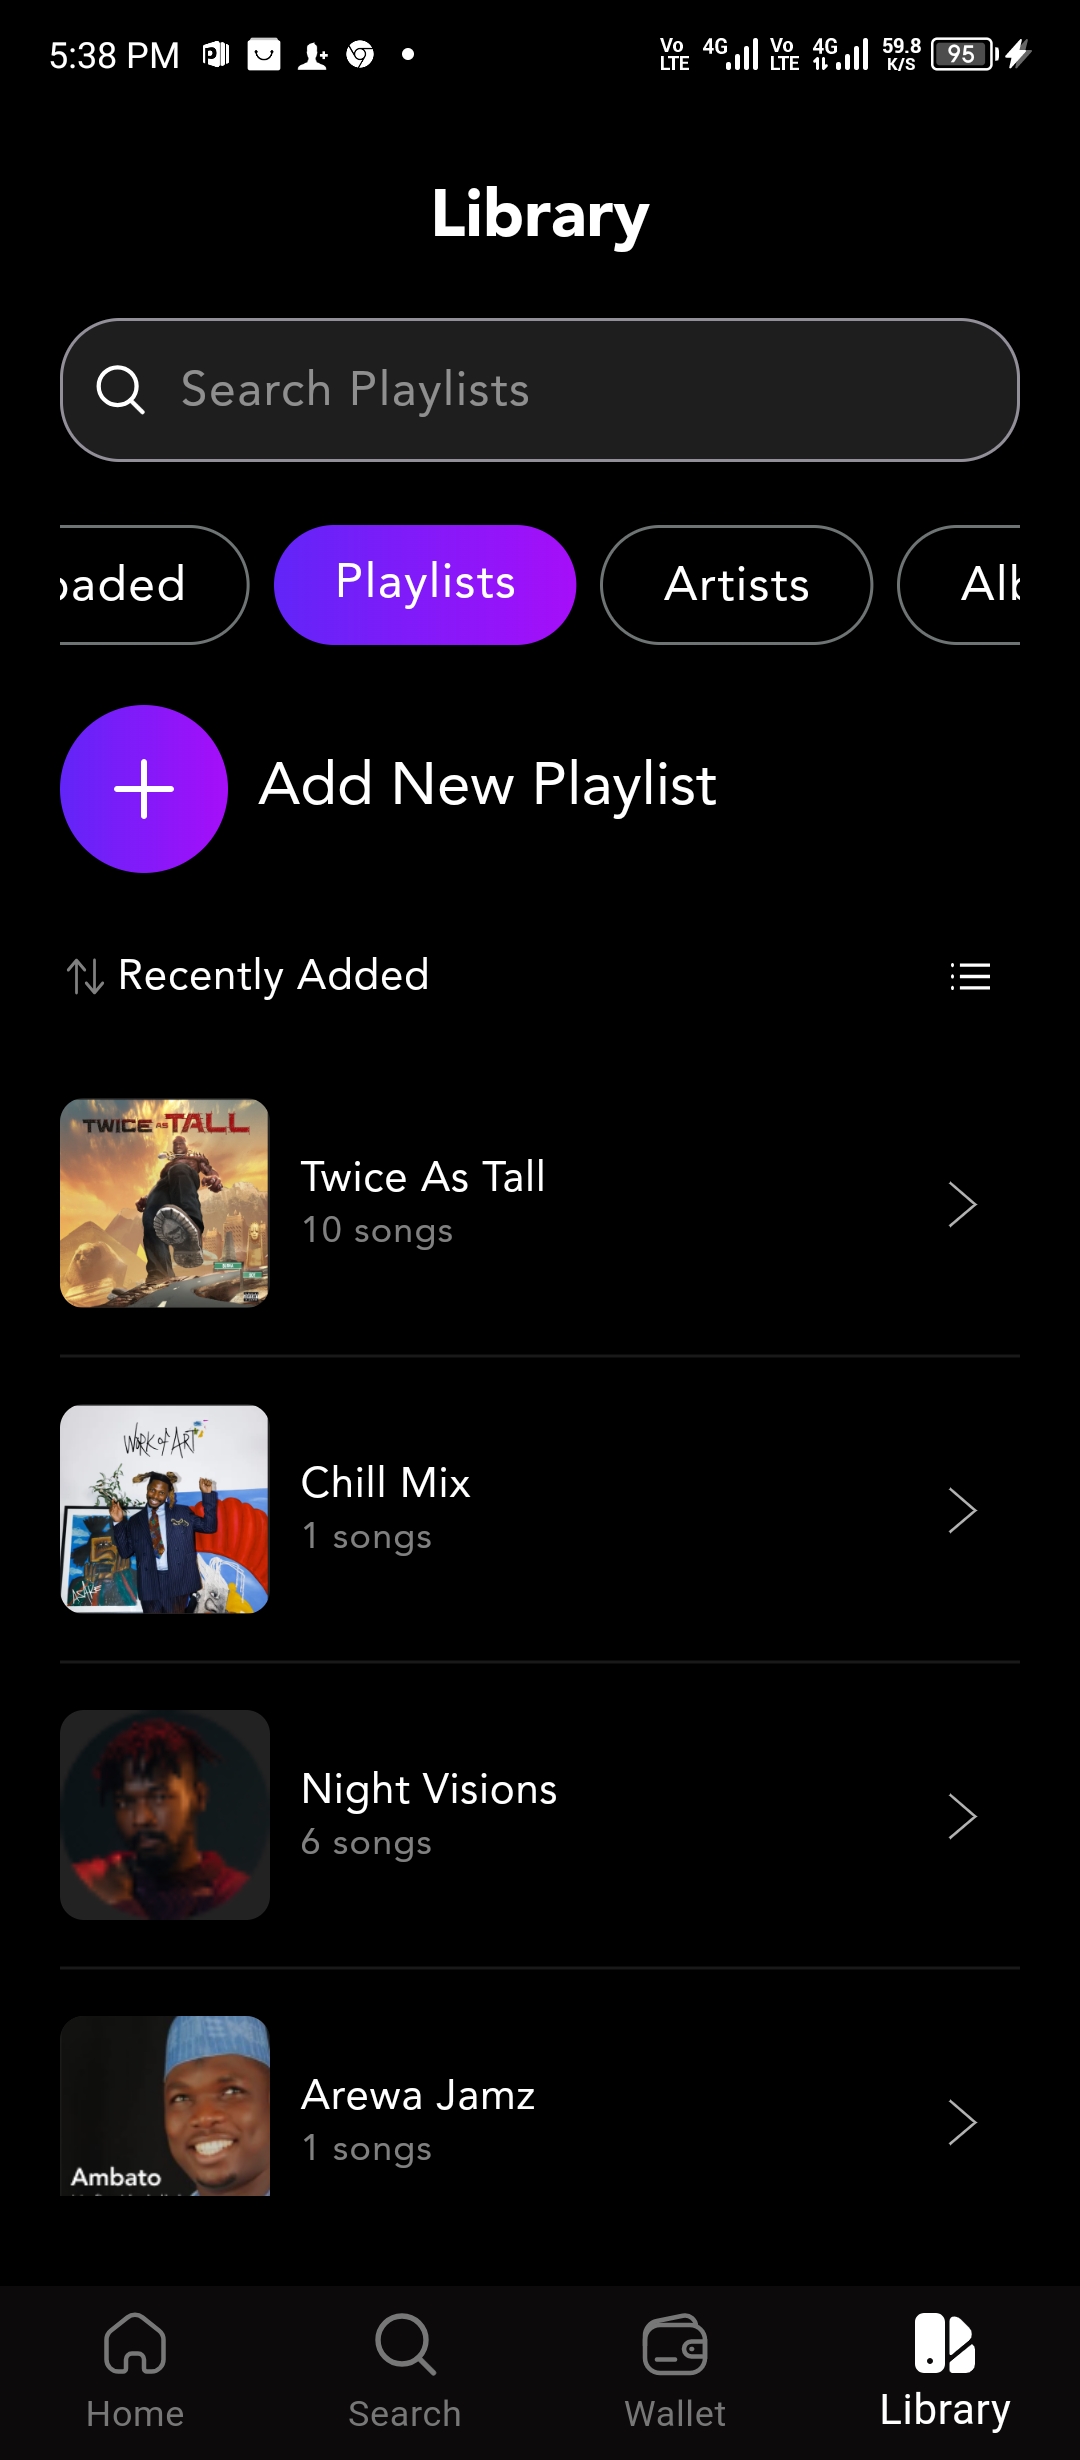 5:38 PM
Vo LTE 4G Vo LTE 4G 59.8 K/S 95
Library
Search Playlists
oaded Playlists Artists Alb
Add New Playlist
Recently Added
TWICE AS TALL
Twice As Tall
10 songs
WORK of ART
Chill Mix
1 songs
ASAKE
Night Visions
6 songs
Arewa Jamz
1 songs
Ambato
Home Search Wallet Library